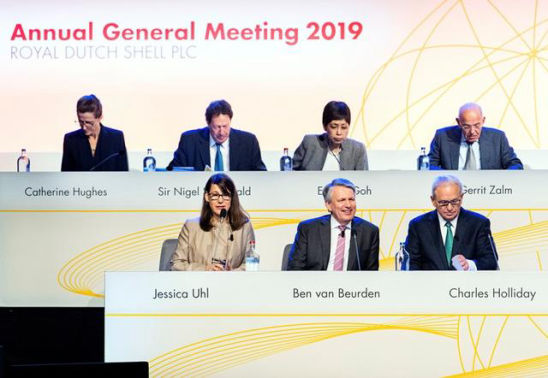 Annual General Meeting 2019
ROYAL DUTCH SHELL PLC
Catherine Hughes
Sir Nigel ald
Goh
Gerrit Zalm
Jessica Uhl
Ben van Beurden
Charles Holliday